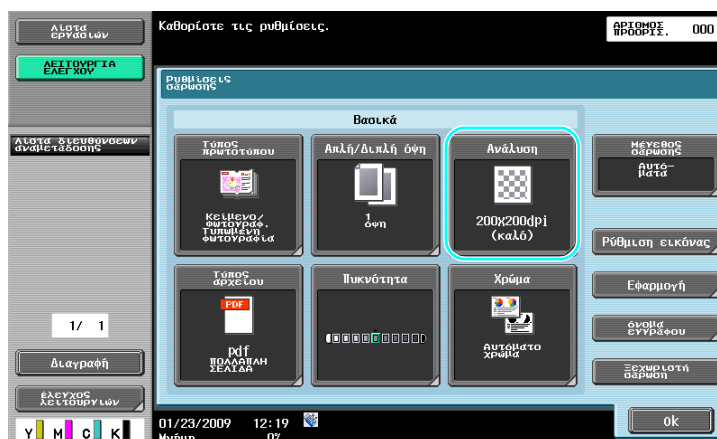 Λίστα
εργασιών
ΛΕΙΤΟΥΡΓΙΑ
ΕΛΕΓΧΟΥ
Λίστα διευθύνσεων
αναμετάδοσης
1/ 1
Διαγραφή
έλεγχος
λειτουργιών
Y M C K
Καθορίστε τις ρυθμίσεις.
ΑΡΙΘΜΟΣ
ΠΡΟΟΡΙΣ. 000
Ρυθμίσεις
σάρωσης
Βασικά
Τύπος
πρωτοτύπου
Κείμενο/
φωτογραφ.
Τυπωμένη
φωτογραφία
Απλή/Διπλή όψη
1
όψη
Ανάλυση
200X200dpi
(καλό)
Τύπος
αρχείου
PDF
pdf
ΠΟΛΛΑΠΛΗ
ΣΕΛΙΔΑ
Πυκνότητα
Χρώμα
Αυτόματο
χρώμα
Μέγεθος
σάρωσης
Αυτό-
ματα
Ρύθμιση εικόνας
Εφαρμογή
όνομα
εγγράφου
Ξεχωριστή
σάρωση
01/23/2009 12:19
Μνήμη 0%
ok